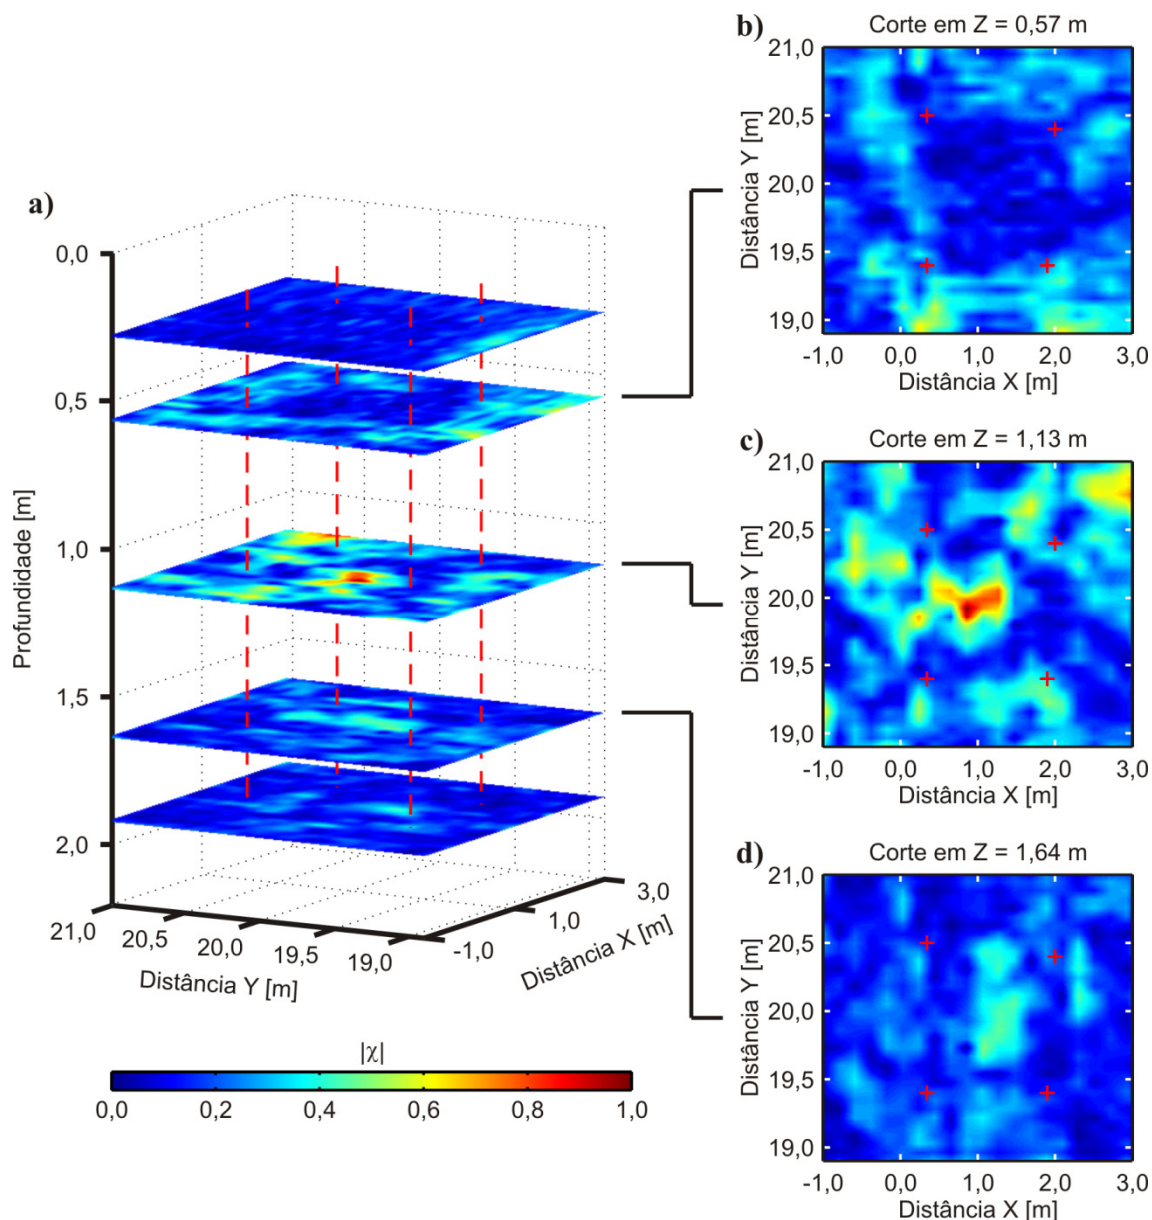 a)
0,0
0,5
1,0
1,5
2,0
Profundidade [m]
21,0
20,5
20,0
19,5
19,0
Distância Y [m]
-1,0
1,0
3,0
Distância X [m]
|χ|
0,0
0,2
0,4
0,6
0,8
1,0
b)
Corte em Z = 0,57 m
21,0
20,5
20,0
19,5
19,0
Distância Y [m]
-1,0
0,0
1,0
2,0
3,0
Distância X [m]
c)
Corte em Z = 1,13 m
21,0
20,5
20,0
19,5
19,0
Distância Y [m]
-1,0
0,0
1,0
2,0
3,0
Distância X [m]
d)
Corte em Z = 1,64 m
21,0
20,5
20,0
19,5
19,0
Distância Y [m]
-1,0
0,0
1,0
2,0
3,0
Distância X [m]